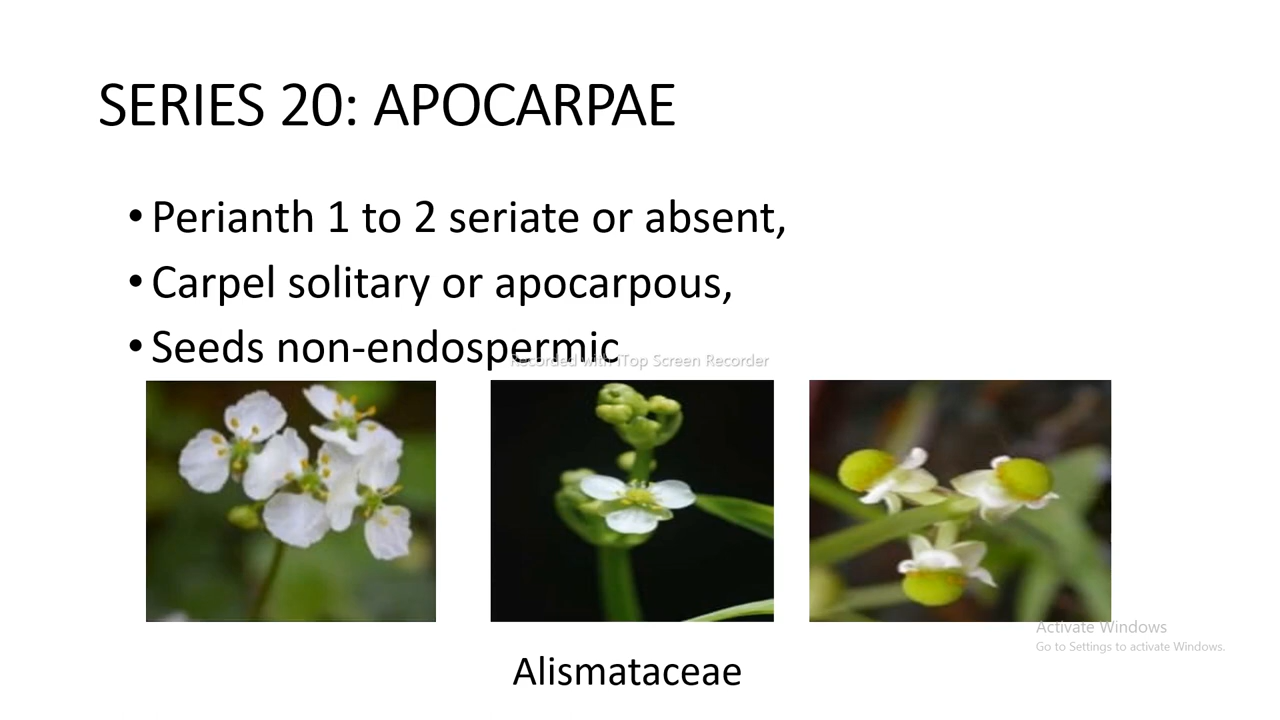 SERIES 20: APOCARPAE
• Perianth 1 to 2 seriate or absent,
• Carpel solitary or apocarpous,
• Seeds non-endospermic
Recorded with iTop Screen Recorder
Activate Windows
Go to Settings to activate Windows.
Alismataceae